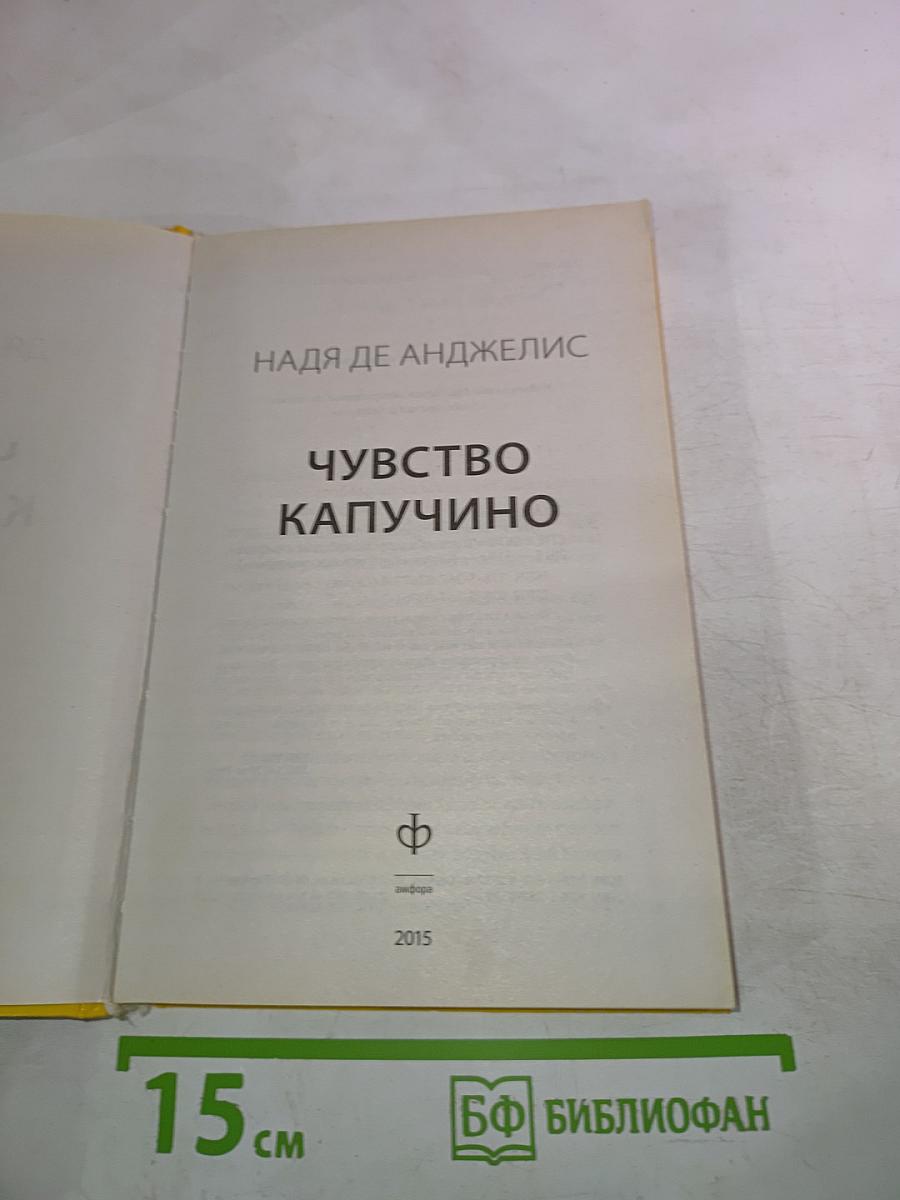 НАДЯ ДЕ АНДЖЕЛИС
ЧУВСТВО
КАПУЧИНО
амфора
2015
15 см
БФ БИБЛИОФАН